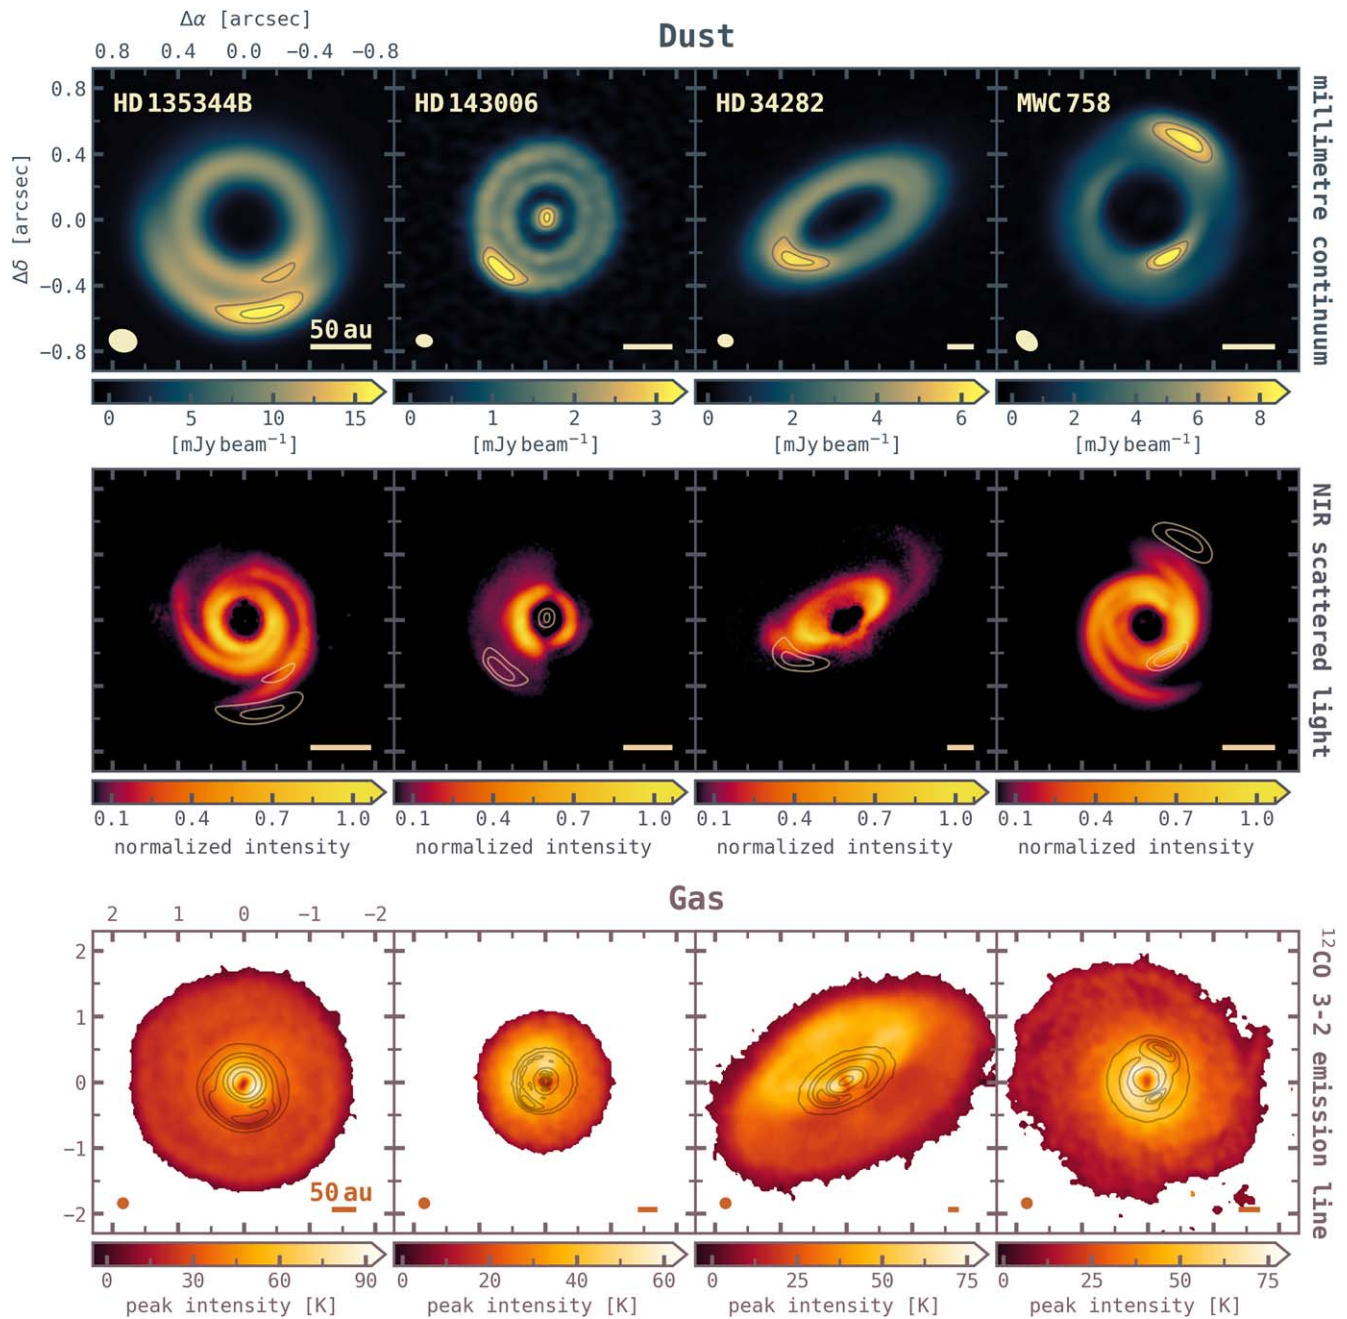 Δα [arcsec]
Dust
0.8 0.4 0.0 −0.4 −0.8
HD 135344B
HD 143006
HD 34282
MWC 758
0.8
0.4
0.0
−0.4
−0.8
Δδ [arcsec]
50 au
millimetre continuum
0 5 10 15
0 1 2 3
0 2 4 6
0 2 4 6 8
[mJy beam⁻¹]
[mJy beam⁻¹]
[mJy beam⁻¹]
[mJy beam⁻¹]
NIR scattered light
0.1 0.4 0.7 1.0
0.1 0.4 0.7 1.0
0.1 0.4 0.7 1.0
0.1 0.4 0.7 1.0
normalized intensity
normalized intensity
normalized intensity
normalized intensity
Gas
2 1 0 −1 −2
2
1
0
−1
−2
50 au
¹²CO 3-2 emission line
0 30 60 90
0 20 40 60
0 25 50 75
0 25 50 75
peak intensity [K]
peak intensity [K]
peak intensity [K]
peak intensity [K]